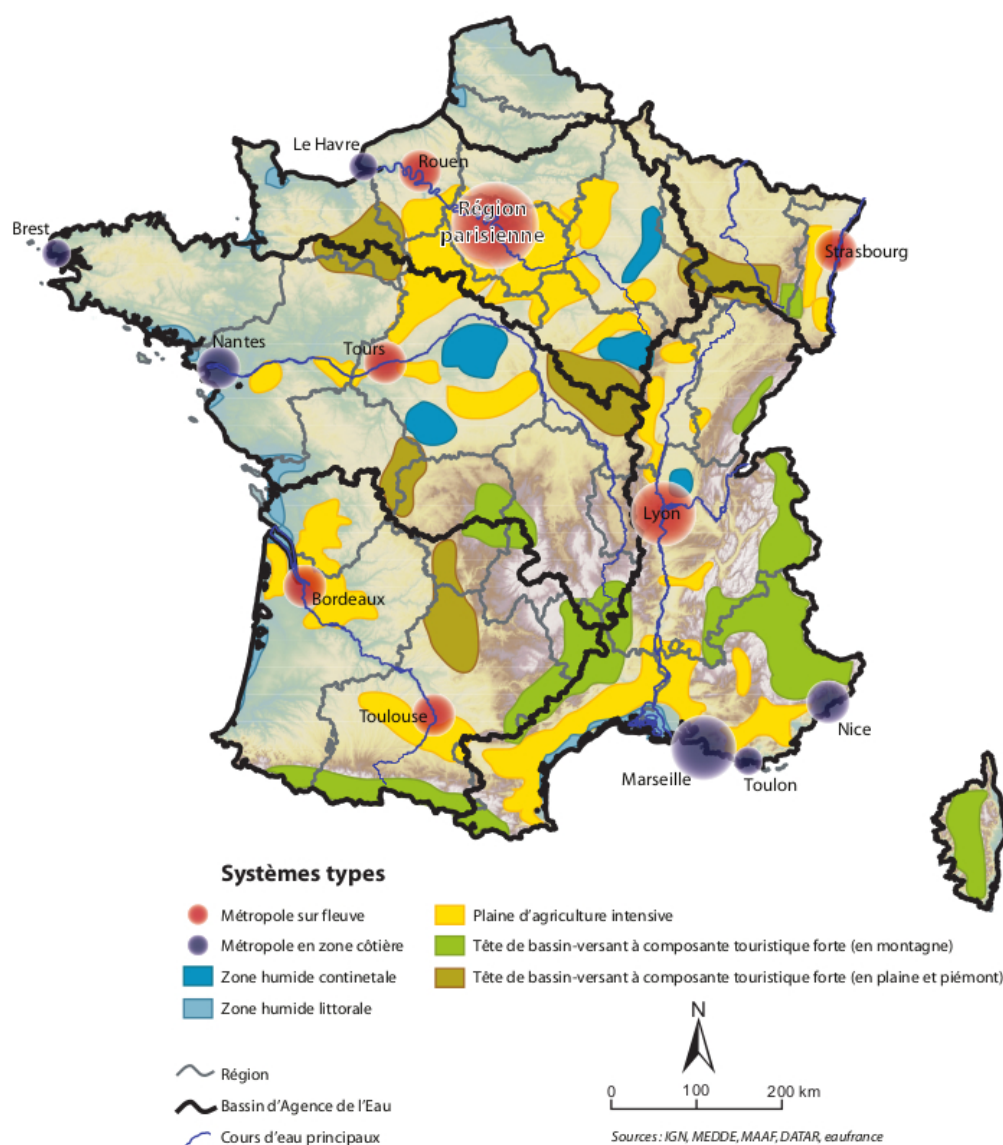 Le Havre
Rouen
Région
parisienne
Brest
Strasbourg
Nantes
Tours
Lyon
Bordeaux
Toulouse
Nice
Marseille
Toulon
Systèmes types
Métropole sur fleuve
Métropole en zone côtière
Zone humide continetale
Zone humide littorale
Plaine d'agriculture intensive
Tête de bassin-versant à composante touristique forte (en montagne)
Tête de bassin-versant à composante touristique forte (en plaine et piémont)
Région
Bassin d'Agence de l'Eau
Cours d'eau principaux
N
0 100 200 km
Sources : IGN, MEDDE, MAAF, DATAR, eaufrance